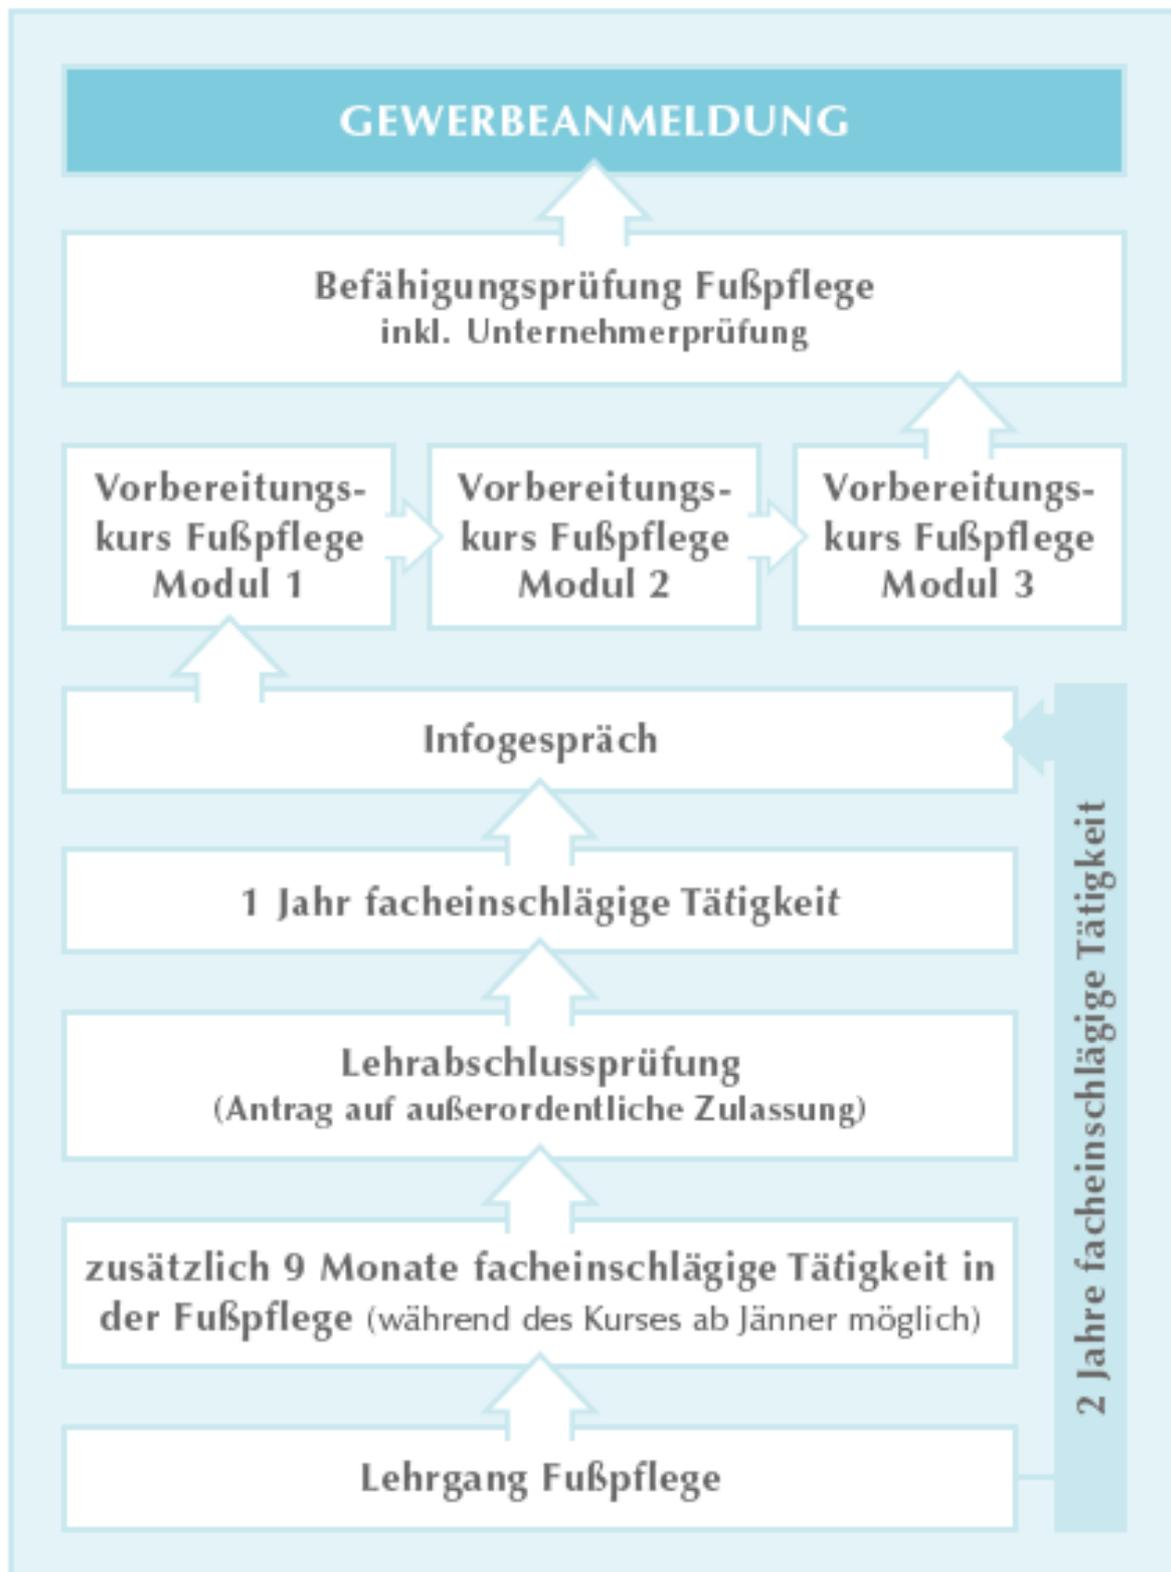 GEWERBEANMELDUNG
Befähigungsprüfung Fußpflege
inkl. Unternehmerprüfung
Vorbereitungs-
kurs Fußpflege
Modul 1
Vorbereitungs-
kurs Fußpflege
Modul 2
Vorbereitungs-
kurs Fußpflege
Modul 3
Infogespräch
1 Jahr facheinschlägige Tätigkeit
Lehrabschlussprüfung
(Antrag auf außerordentliche Zulassung)
zusätzlich 9 Monate facheinschlägige Tätigkeit in
der Fußpflege (während des Kurses ab Jänner möglich)
Lehrgang Fußpflege
2 Jahre facheinschlägige Tätigkeit